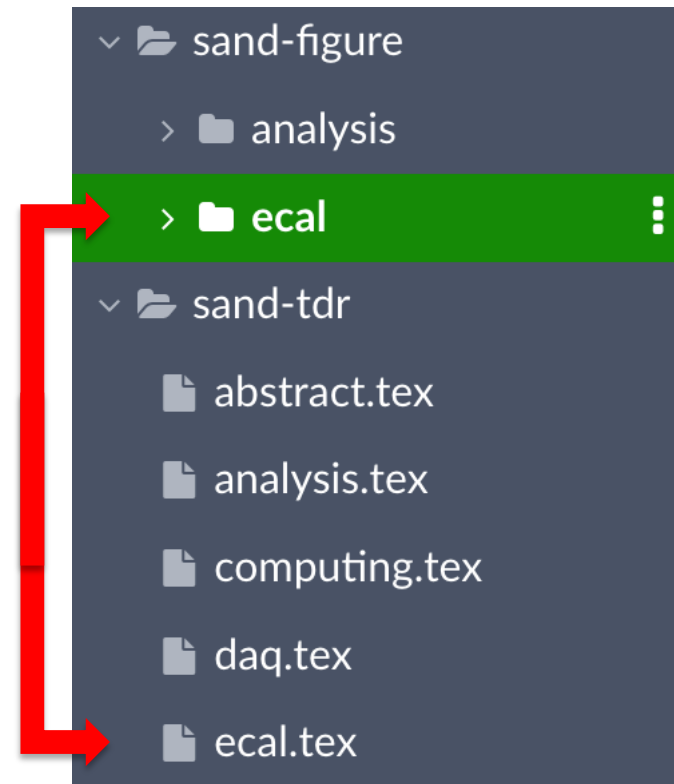 sand-figure
analysis
ecal
sand-tdr
abstract.tex
analysis.tex
computing.tex
daq.tex
ecal.tex